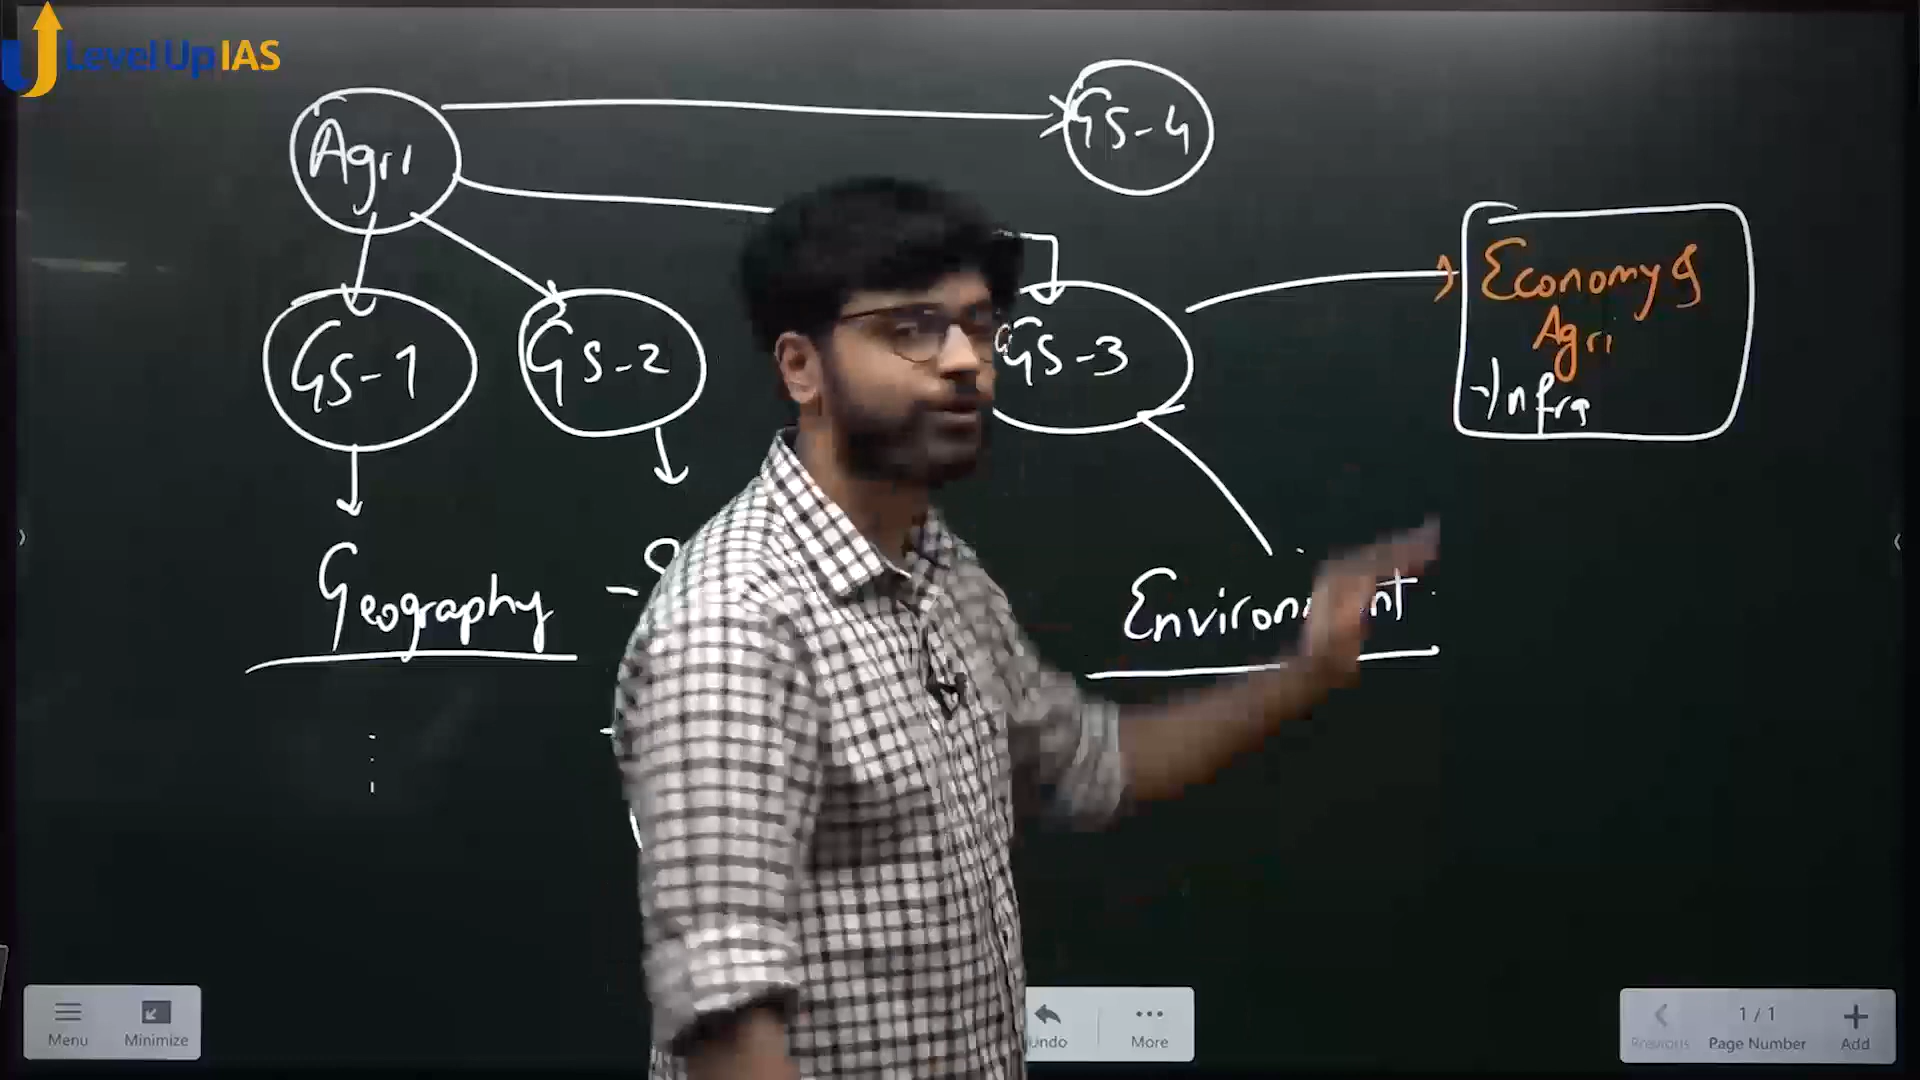 Level Up IAS
Agri
GS-4
GS-1
GS-2
GS-3
Economy &
Agri
→ Infra
Geography
Menu
Minimize
Undo
More
Previous
1 / 1
Page Number
Add